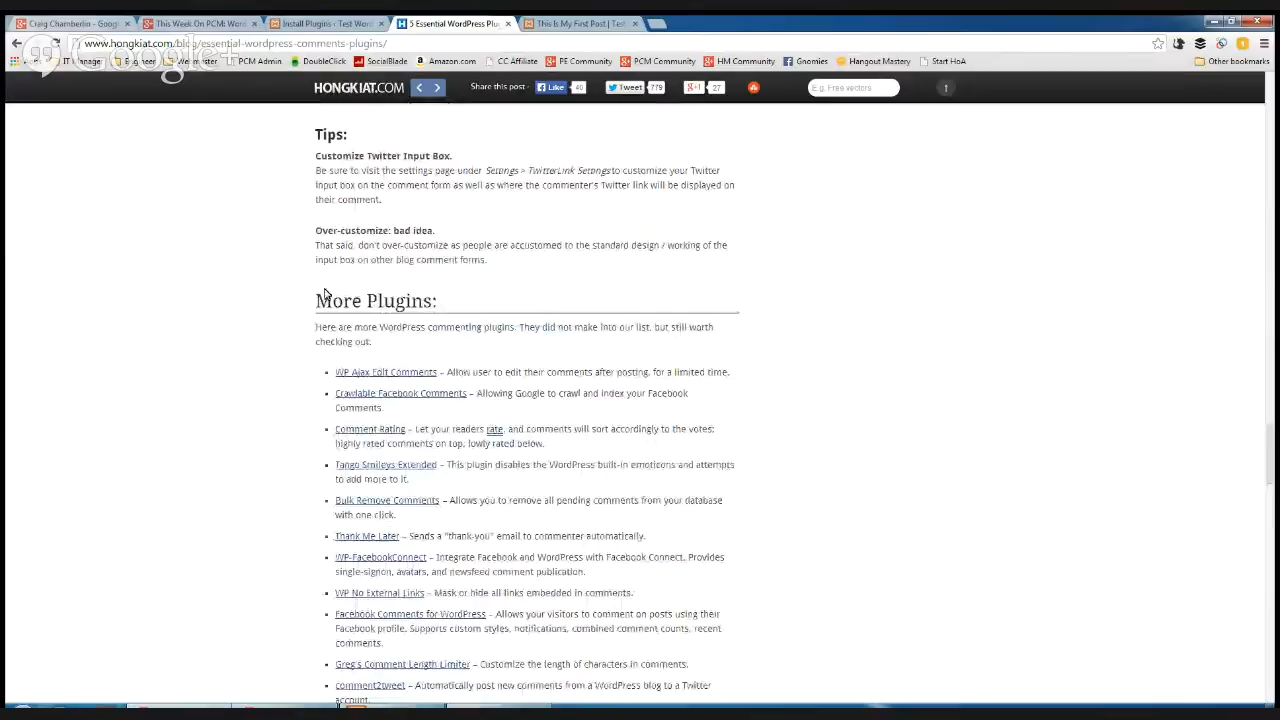 Craig Chamberlin - Google+
This Week On PCM: Wor
Install Plugins ‹ Test Word
5 Essential WordPress Plug
This Is My First Post | Test
www.hongkiat.com/blog/essential-wordpress-comments-plugins/
Google+
IT Manager
Engineer
Webmaster
PCM Admin
DoubleClick
SocialBlade
Amazon.com
CC Affiliate
PE Community
PCM Community
HM Community
Gnomies
Hangout Mastery
Start HoA
Other bookmarks
HONGKIAT.COM
Share this post
Like
40
Tweet
779
g+1
27
E.g. Free vectors
Tips:
Customize Twitter Input Box.
Be sure to visit the settings page under Settings > TwitterLink Settings to customize your Twitter
input box on the comment form as well as where the commenter's Twitter link will be displayed on
their comment.
Over-customize: bad idea.
That said, don't over-customize as people are accustomed to the standard design / working of the
input box on other blog comment forms.
More Plugins:
Here are more WordPress commenting plugins. They did not make into our list, but still worth
checking out:
WP Ajax Edit Comments – Allow user to edit their comments after posting, for a limited time.
Crawlable Facebook Comments – Allowing Google to crawl and index your Facebook
Comments.
Comment Rating – Let your readers rate, and comments will sort accordingly to the votes:
highly rated comments on top, lowly rated below.
Tango Smileys Extended – This plugin disables the WordPress built-in emoticons and attempts
to add more to it.
Bulk Remove Comments – Allows you to remove all pending comments from your database
with one click.
Thank Me Later – Sends a "thank-you" email to commenter automatically.
WP-FacebookConnect – Integrate Facebook and WordPress with Facebook Connect. Provides
single-signon, avatars, and newsfeed comment publication.
WP No External Links – Mask or hide all links embedded in comments.
Facebook Comments for WordPress – Allows your visitors to comment on posts using their
Facebook profile. Supports custom styles, notifications, combined comment counts, recent
comments.
Greg's Comment Length Limiter – Customize the length of characters in comments.
comment2tweet – Automatically post new comments from a WordPress blog to a Twitter
account.